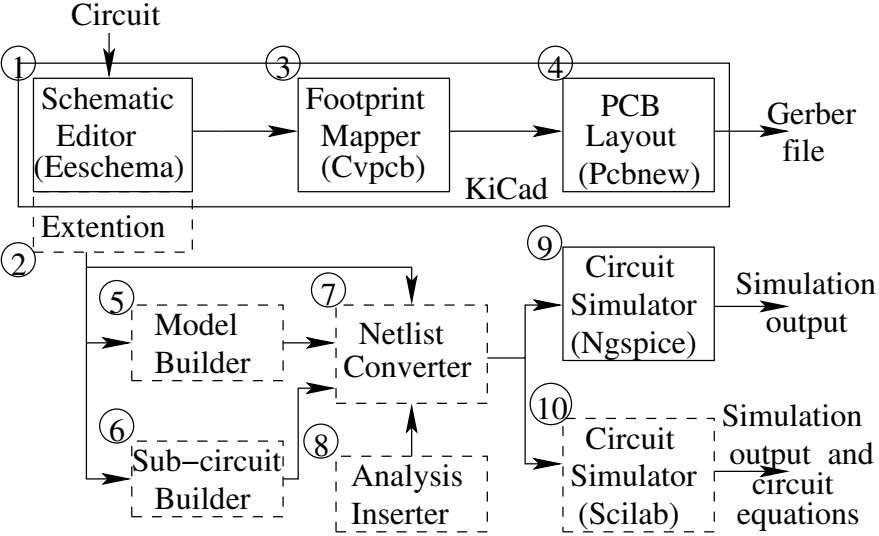 Circuit
1
Schematic
Editor
(Eeschema)
3
Footprint
Mapper
(Cvpcb)
4
PCB
Layout
(Pcbnew)
Gerber
file
KiCad
Extention
2
5
Model
Builder
6
Sub-circuit
Builder
7
Netlist
Converter
8
Analysis
Inserter
9
Circuit
Simulator
(Ngspice)
Simulation
output
10
Circuit
Simulator
(Scilab)
Simulation
output and
circuit
equations